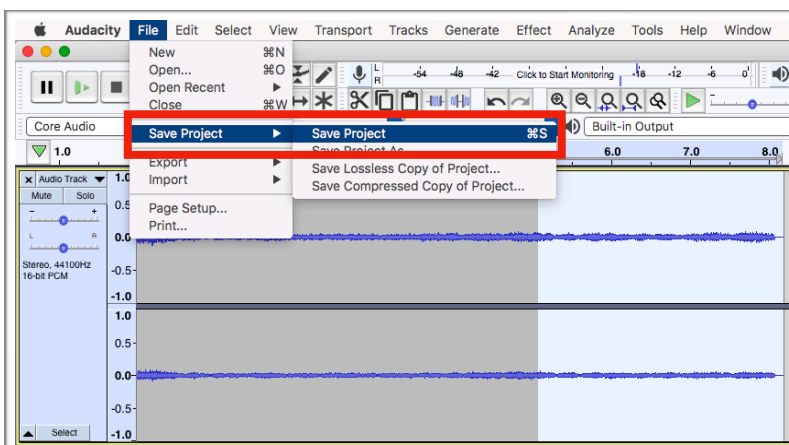 Audacity File Edit Select View Transport Tracks Generate Effect Analyze Tools Help Window
New ⌘N
Open... ⌘O
Open Recent ▶
Close ⌘W
L
R
-54 -48 -42 Click to Start Monitoring -18 -12 -6 0
Core Audio
Save Project ▶
Save Project ⌘S
Built-in Output
Save Project As
1.0 6.0 7.0 8.0
Export ▶
Import ▶
Save Lossless Copy of Project...
Save Compressed Copy of Project...
Page Setup...
Print...
x Audio Track ▼ 1.0
Mute Solo
0.5
- +
L R
0.0
Stereo, 44100Hz
16-bit PCM
-0.5-
-1.0
1.0
0.5-
0.0-
-0.5-
Select
-1.0